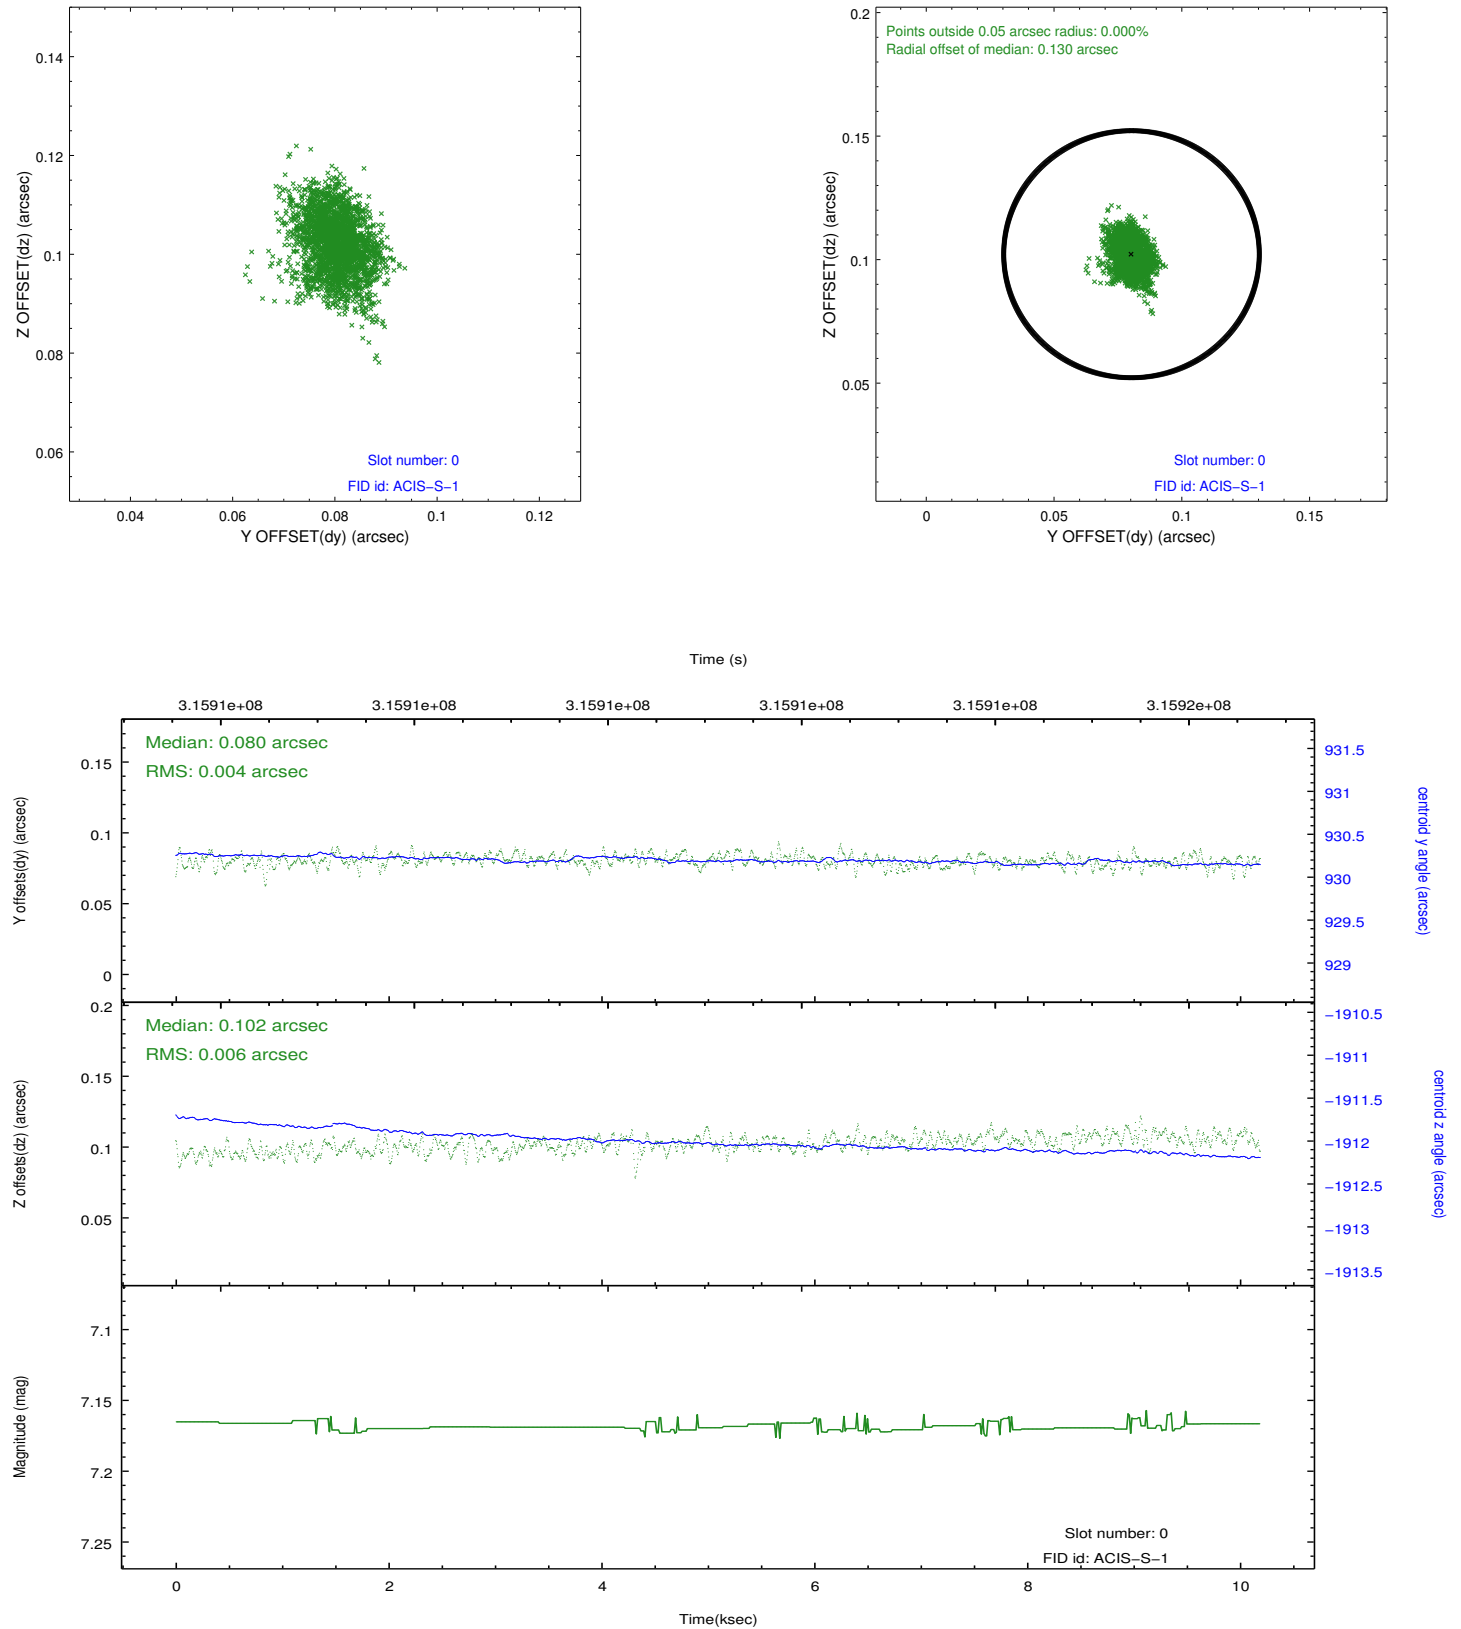 0.14
0.12
0.1
0.08
0.06
Z OFFSET(dz) (arcsec)
Slot number: 0
FID id: ACIS−S−1
0.04 0.06 0.08 0.1 0.12
Y OFFSET(dy) (arcsec)
Points outside 0.05 arcsec radius: 0.000%
Radial offset of median: 0.130 arcsec
0.2
0.15
0.1
0.05
Z OFFSET(dz) (arcsec)
Slot number: 0
FID id: ACIS−S−1
0 0.05 0.1 0.15
Y OFFSET(dy) (arcsec)
Time (s)
3.1591e+08 3.1591e+08 3.1591e+08 3.1591e+08 3.1591e+08 3.1592e+08
Median: 0.080 arcsec
RMS: 0.004 arcsec
0.15
0.1
0.05
0
Y offsets(dy) (arcsec)
931.5
931
930.5
930
929.5
929
centroid y angle (arcsec)
Median: 0.102 arcsec
RMS: 0.006 arcsec
0.2
0.15
0.1
0.05
Z offsets(dz) (arcsec)
−1910.5
−1911
−1911.5
−1912
−1912.5
−1913
−1913.5
centroid z angle (arcsec)
7.1
7.15
7.2
7.25
Magnitude (mag)
Slot number: 0
FID id: ACIS−S−1
0 2 4 6 8 10
Time(ksec)